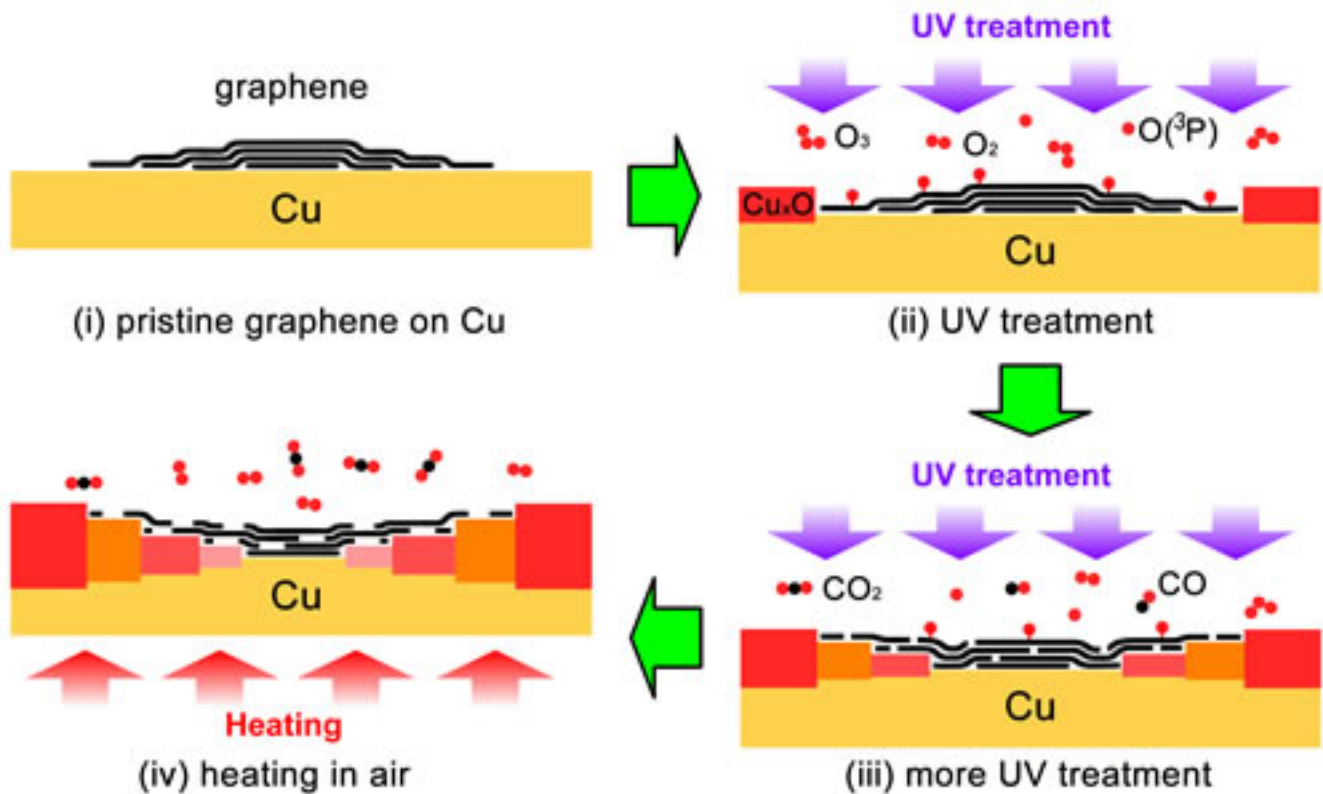 graphene
Cu
(i) pristine graphene on Cu
UV treatment
O₃
O₂
O(³P)
CuₓO
Cu
(ii) UV treatment
UV treatment
CO₂
CO
Cu
(iii) more UV treatment
Cu
Heating
(iv) heating in air